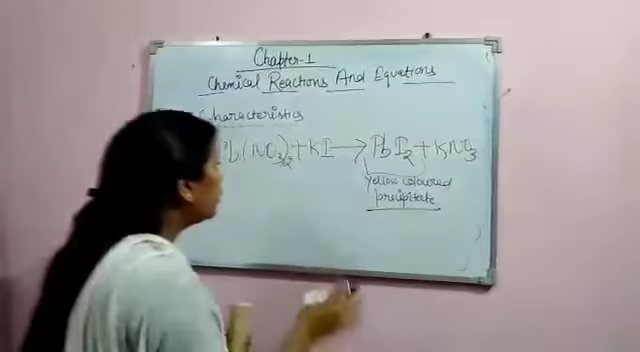 Chapter-1
Chemical Reactions And Equations
Characteristics
Pb(NO3)2 + KI → PbI2 + KNO3
Yellow coloured
precipitate